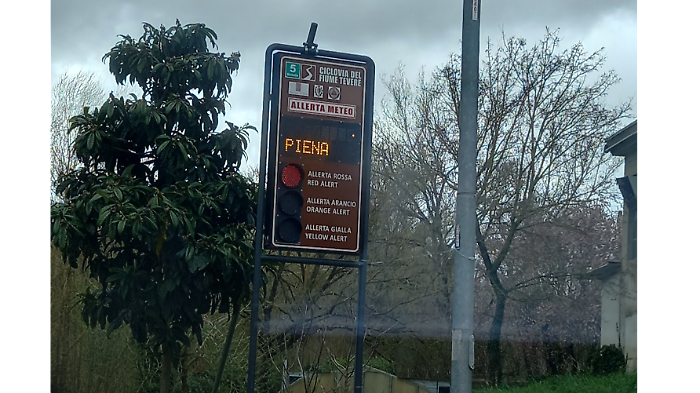 5
CICLOVIA DEL
FIUME TEVERE
ALLERTA METEO
PIENA
ALLERTA ROSSA
RED ALERT
ALLERTA ARANCIO
ORANGE ALERT
ALLERTA GIALLA
YELLOW ALERT